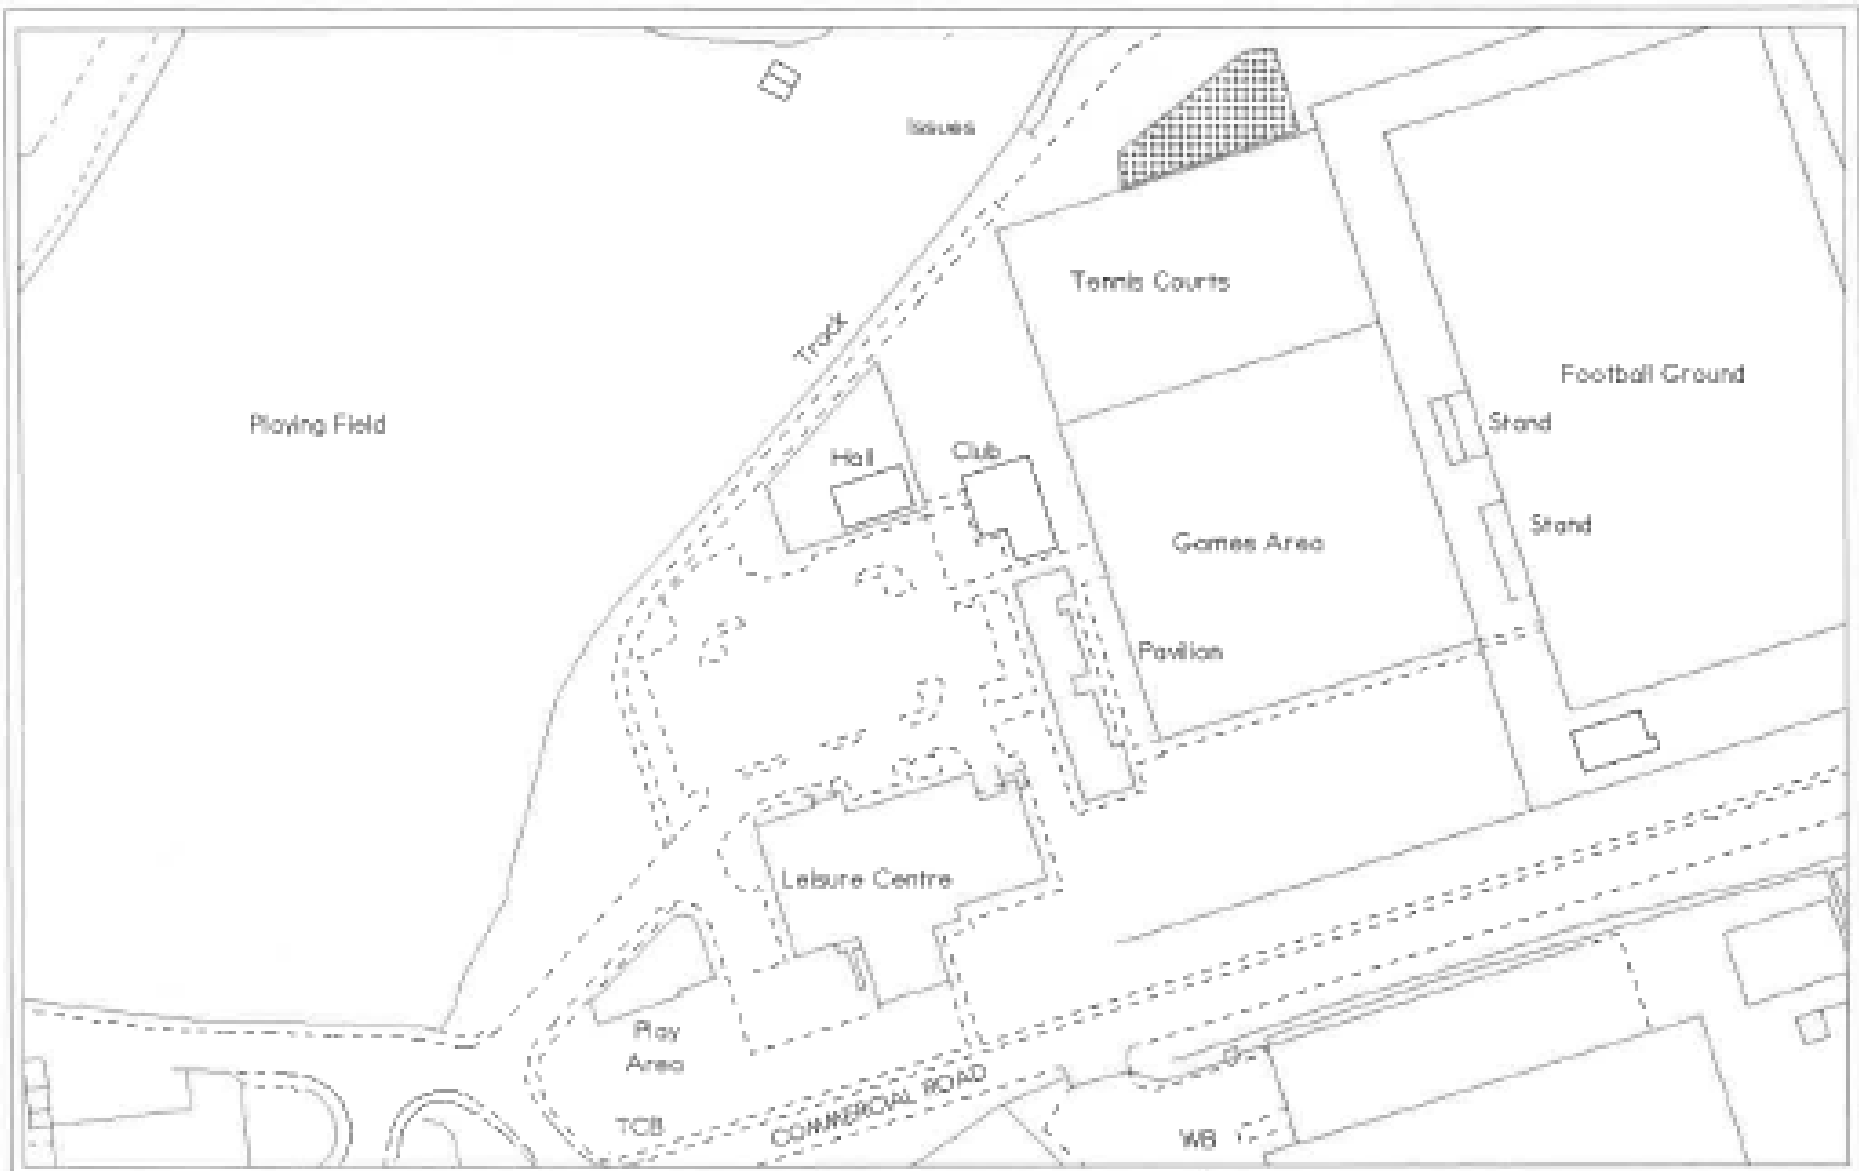 Issues
Tennis Courts
Track
Football Ground
Playing Field
Stand
Hall
Club
Stand
Games Area
Pavilion
Leisure Centre
Play
Area
COMMERCIAL ROAD
TCB
WB